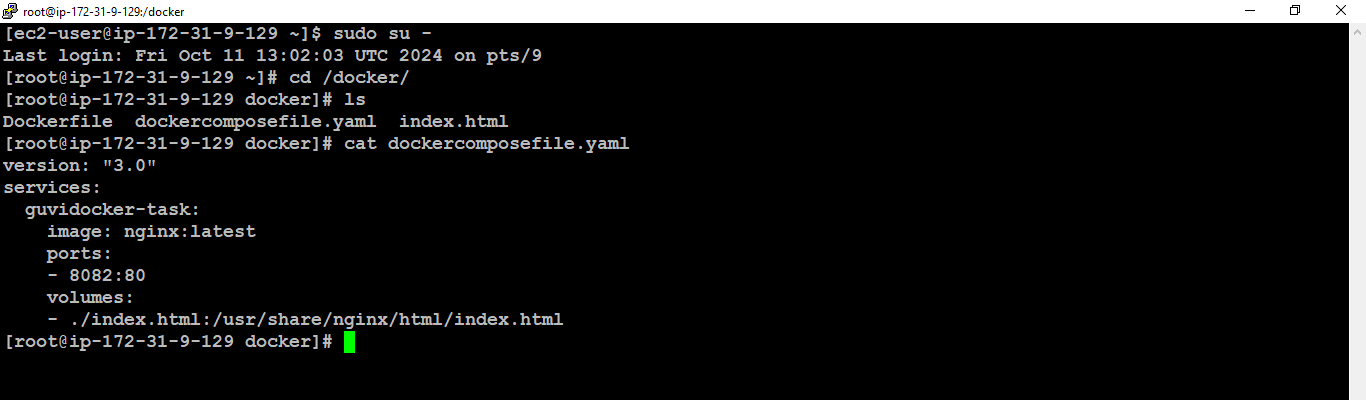 root@ip-172-31-9-129:/docker
[ec2-user@ip-172-31-9-129 ~]$ sudo su -
Last login: Fri Oct 11 13:02:03 UTC 2024 on pts/9
[root@ip-172-31-9-129 ~]# cd /docker/
[root@ip-172-31-9-129 docker]# ls
Dockerfile  dockercomposefile.yaml  index.html
[root@ip-172-31-9-129 docker]# cat dockercomposefile.yaml
version: "3.0"
services:
  guvidocker-task:
    image: nginx:latest
    ports:
    - 8082:80
    volumes:
    - ./index.html:/usr/share/nginx/html/index.html
[root@ip-172-31-9-129 docker]#